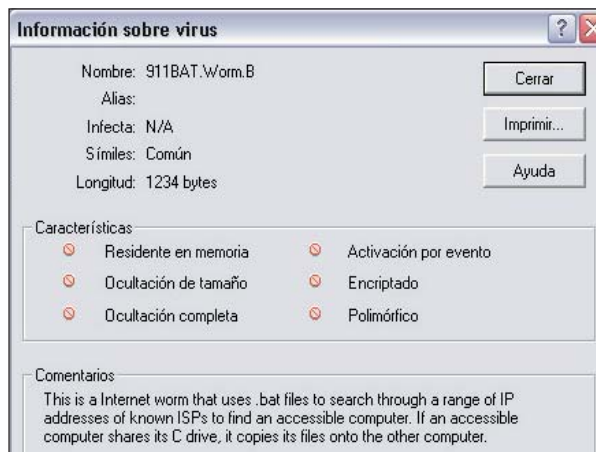 Información sobre virus
Nombre: 911BAT.Worm.B
Alias:
Infecta: N/A
Símiles: Común
Longitud: 1234 bytes
Cerrar
Imprimir...
Ayuda
Características
Residente en memoria
Activación por evento
Ocultación de tamaño
Encriptado
Ocultación completa
Polimórfico
Comentarios
This is a Internet worm that uses .bat files to search through a range of IP
addresses of known ISPs to find an accessible computer. If an accessible
computer shares its C drive, it copies its files onto the other computer.